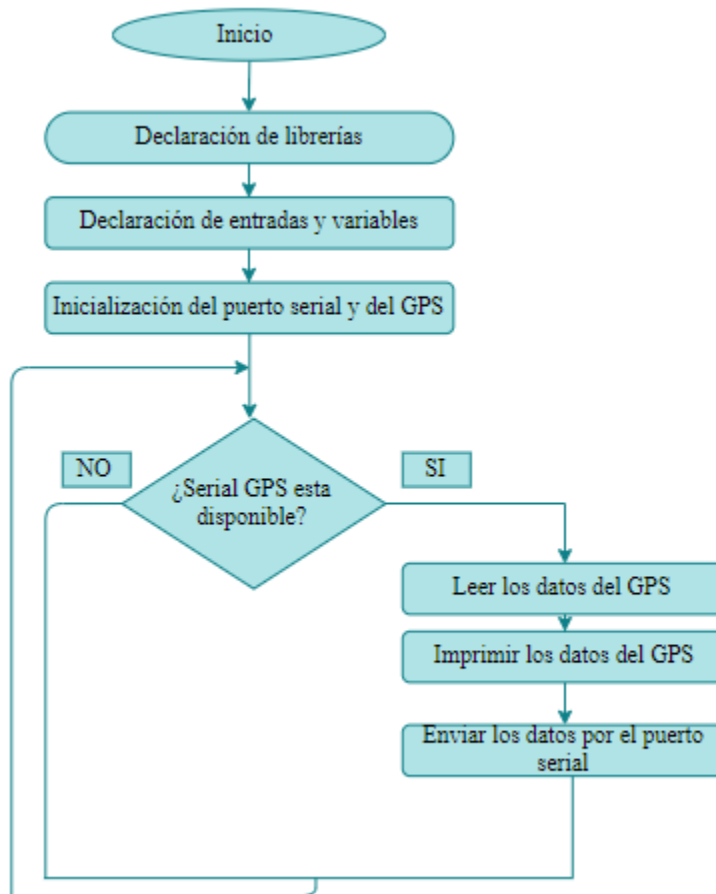 Inicio
Declaración de librerías
Declaración de entradas y variables
Inicialización del puerto serial y del GPS
NO
SI
¿Serial GPS esta
disponible?
Leer los datos del GPS
Imprimir los datos del GPS
Enviar los datos por el puerto
serial